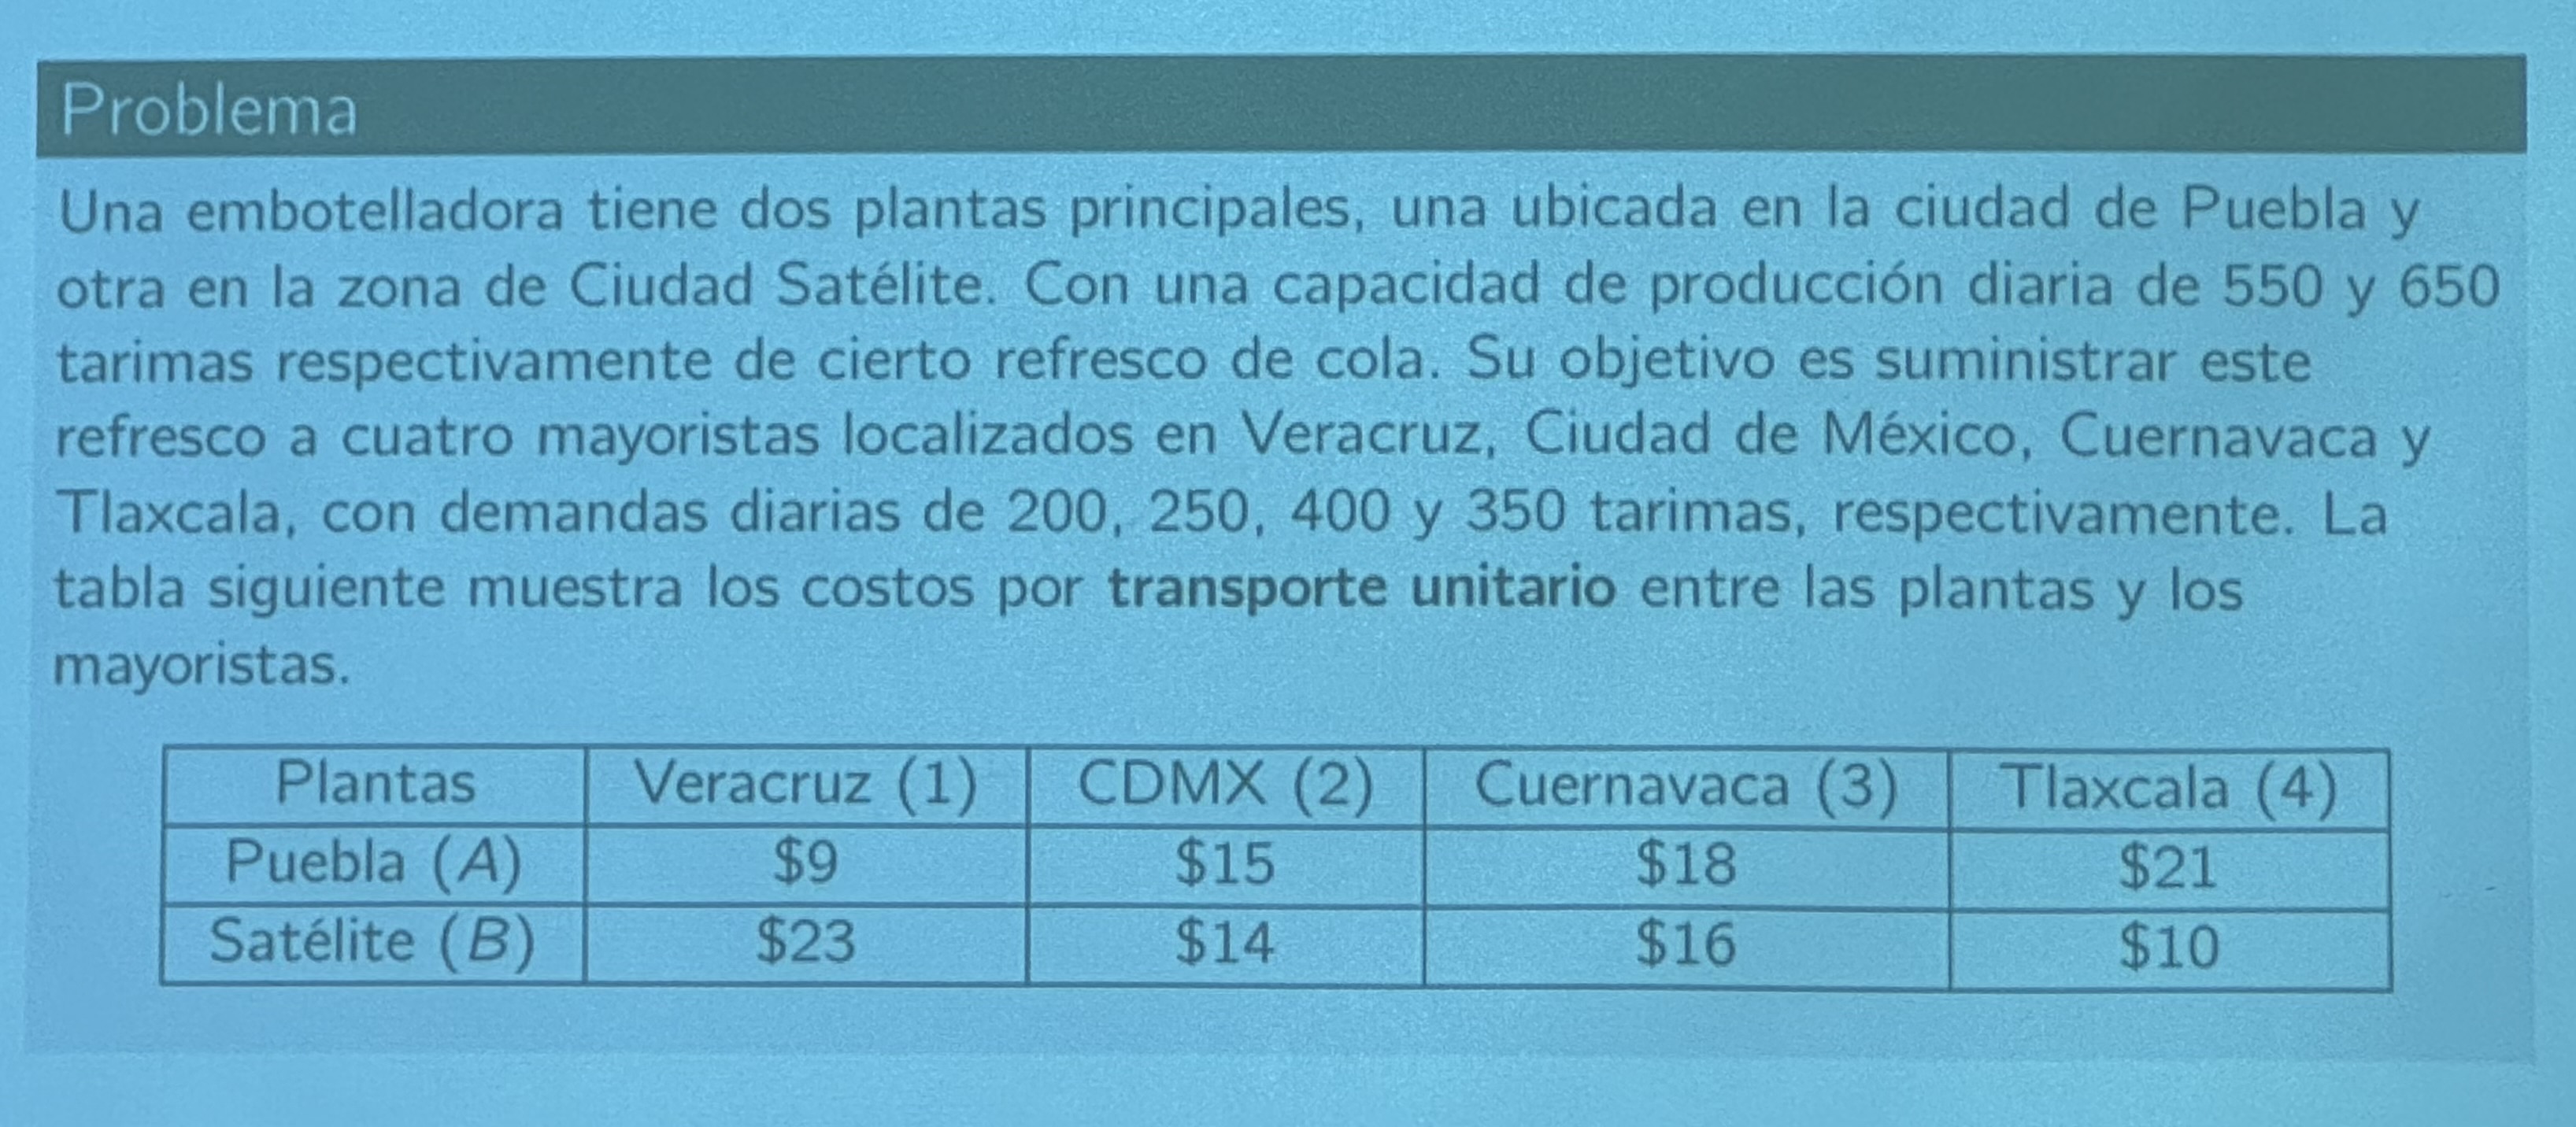 Problema
Una embotelladora tiene dos plantas principales, una ubicada en la ciudad de Puebla y
otra en la zona de Ciudad Satélite. Con una capacidad de producción diaria de 550 y 650
tarimas respectivamente de cierto refresco de cola. Su objetivo es suministrar este
refresco a cuatro mayoristas localizados en Veracruz, Ciudad de México, Cuernavaca y
Tlaxcala, con demandas diarias de 200, 250, 400 y 350 tarimas, respectivamente. La
tabla siguiente muestra los costos por transporte unitario entre las plantas y los
mayoristas.
Plantas Veracruz (1) CDMX (2) Cuernavaca (3) Tlaxcala (4)
Puebla (A) $9 $15 $18 $21
Satélite (B) $23 $14 $16 $10